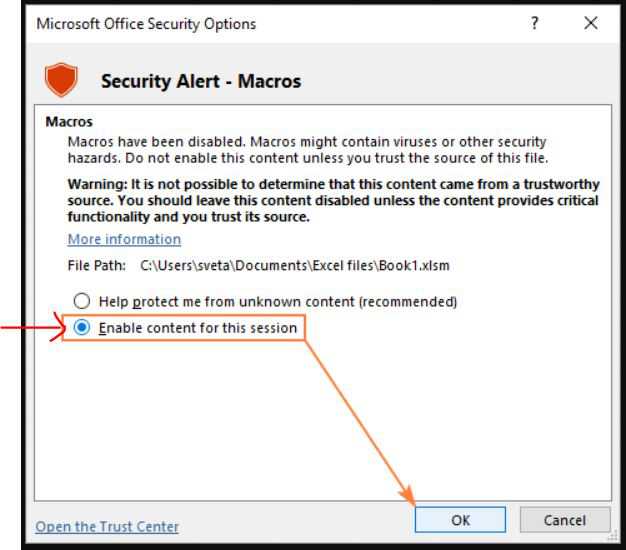 Microsoft Office Security Options
?
Security Alert - Macros
Macros
Macros have been disabled. Macros might contain viruses or other security
hazards. Do not enable this content unless you trust the source of this file.
Warning: It is not possible to determine that this content came from a trustworthy
source. You should leave this content disabled unless the content provides critical
functionality and you trust its source.
More information
File Path: C:\Users\sveta\Documents\Excel files\Book1.xlsm
Help protect me from unknown content (recommended)
Enable content for this session
Open the Trust Center
OK
Cancel